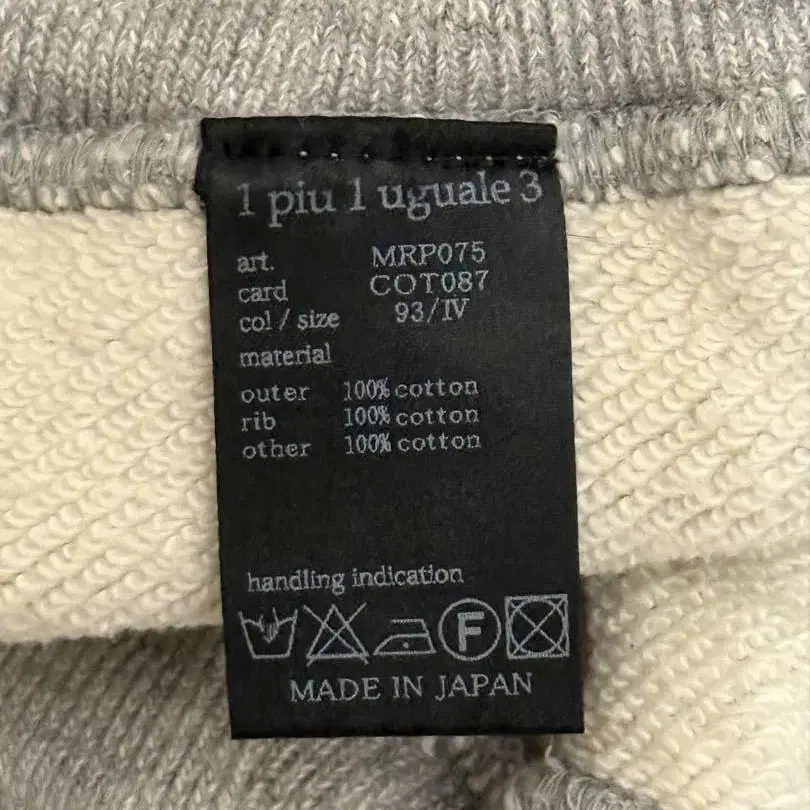 1 piu 1 uguale 3
art. MRP075
card COT087
col / size 93/IV
material
outer 100% cotton
rib 100% cotton
other 100% cotton
handling indication
F
MADE IN JAPAN